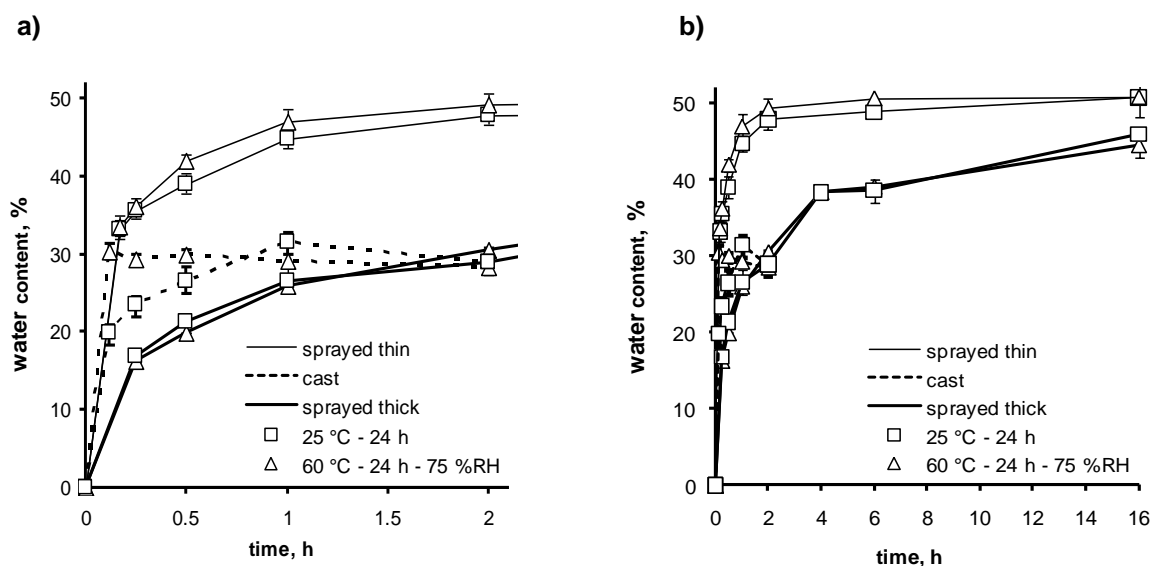 a)
water content, %
50
40
30
20
10
0
0 0.5 1 1.5 2
time, h
sprayed thin
cast
sprayed thick
25 °C - 24 h
60 °C - 24 h - 75 %RH
b)
water content, %
50
40
30
20
10
0
0 2 4 6 8 10 12 14 16
time, h
sprayed thin
cast
sprayed thick
25 °C - 24 h
60 °C - 24 h - 75 %RH